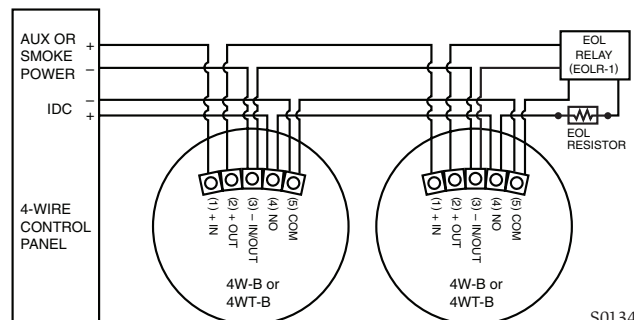 AUX OR
SMOKE
POWER
+
–
IDC
–
+
4-WIRE
CONTROL
PANEL
EOL
RELAY
(EOLR-1)
EOL
RESISTOR
(1) + IN
(2) + OUT
(3) – IN/OUT
(4) NO
(5) COM
4W-B or
4WT-B
(1) + IN
(2) + OUT
(3) – IN/OUT
(4) NO
(5) COM
4W-B or
4WT-B
S0134